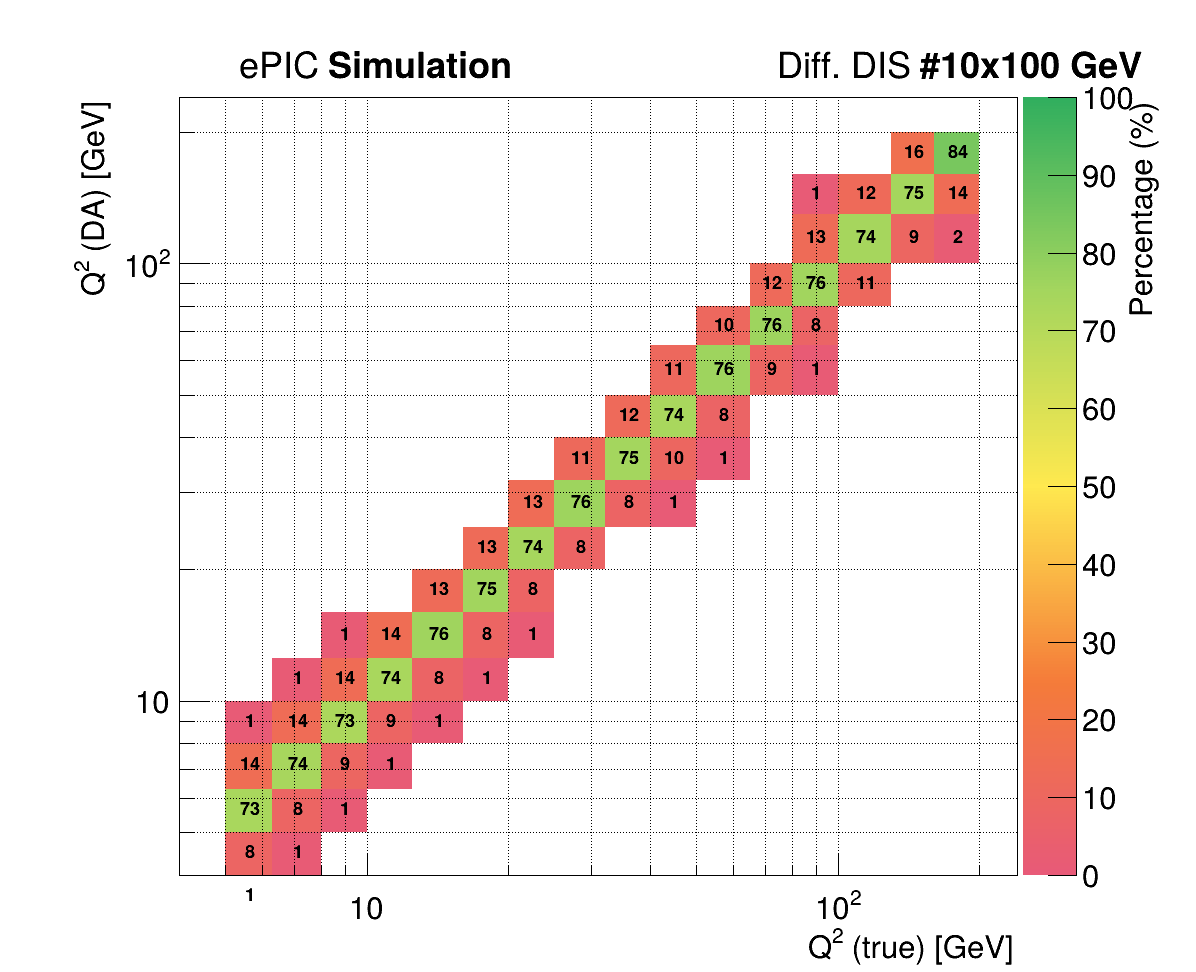 ePIC Simulation
Diff. DIS #10x100 GeV
Q² (DA) [GeV]
10²
10
16 84
1 12 75 14
13 74 9 2
12 76 11
10 76 8
11 76 9 1
12 74 8
11 75 10 1
13 76 8 1
13 74 8
13 75 8
1 14 76 8 1
1 14 74 8 1
1 14 73 9 1
14 74 9 1
73 8 1
8 1
1
10
10²
Q² (true) [GeV]
100
90
80
70
60
50
40
30
20
10
0
Percentage (%)